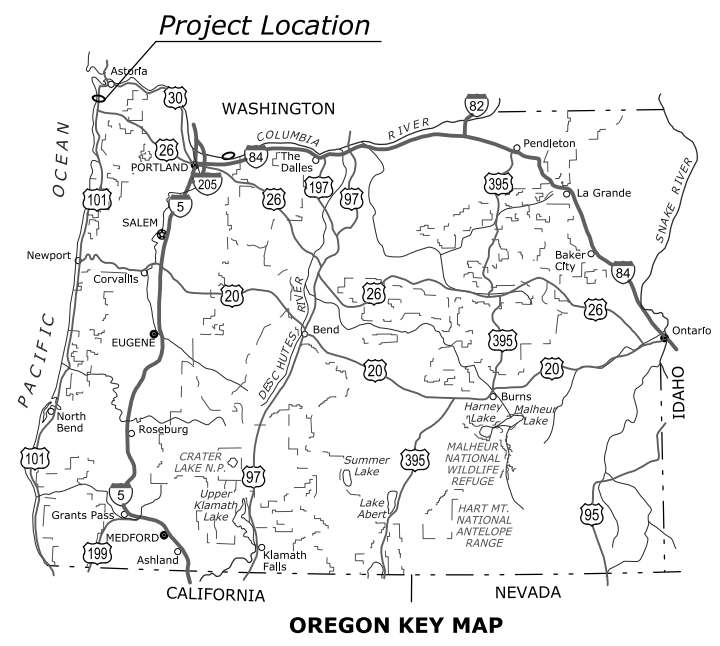 Project Location
Astoria
82
30
WASHINGTON
COLUMBIA
RIVER
26
84
The
Dalles
Pendleton
PORTLAND
OCEAN
205
197
97
395
La Grande
101
5
26
SNAKE RIVER
SALEM
Newport
Baker
City
84
Corvallis
20
RIVER
26
26
Ontario
EUGENE
Bend
395
PACIFIC
DESCHUTES
20
20
Burns
IDAHO
North
Bend
Harney
Lake
Malheur
Lake
Roseburg
101
CRATER
LAKE N.P.
Summer
Lake
395
MALHEUR
NATIONAL
WILDLIFE
REFUGE
97
5
Upper
Klamath
Lake
Lake
Abert
HART MT.
NATIONAL
ANTELOPE
RANGE
95
Grants Pass
MEDFORD
199
Ashland
Klamath
Falls
CALIFORNIA
NEVADA
OREGON KEY MAP